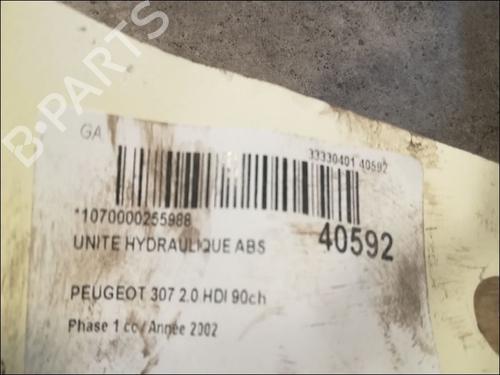 B-PARTS
GA
33330401 40592
*1070000255988
40592
UNITE HYDRAULIQUE ABS
PEUGEOT 307 2.0 HDI 90ch
Phase 1 cc / Année 2002